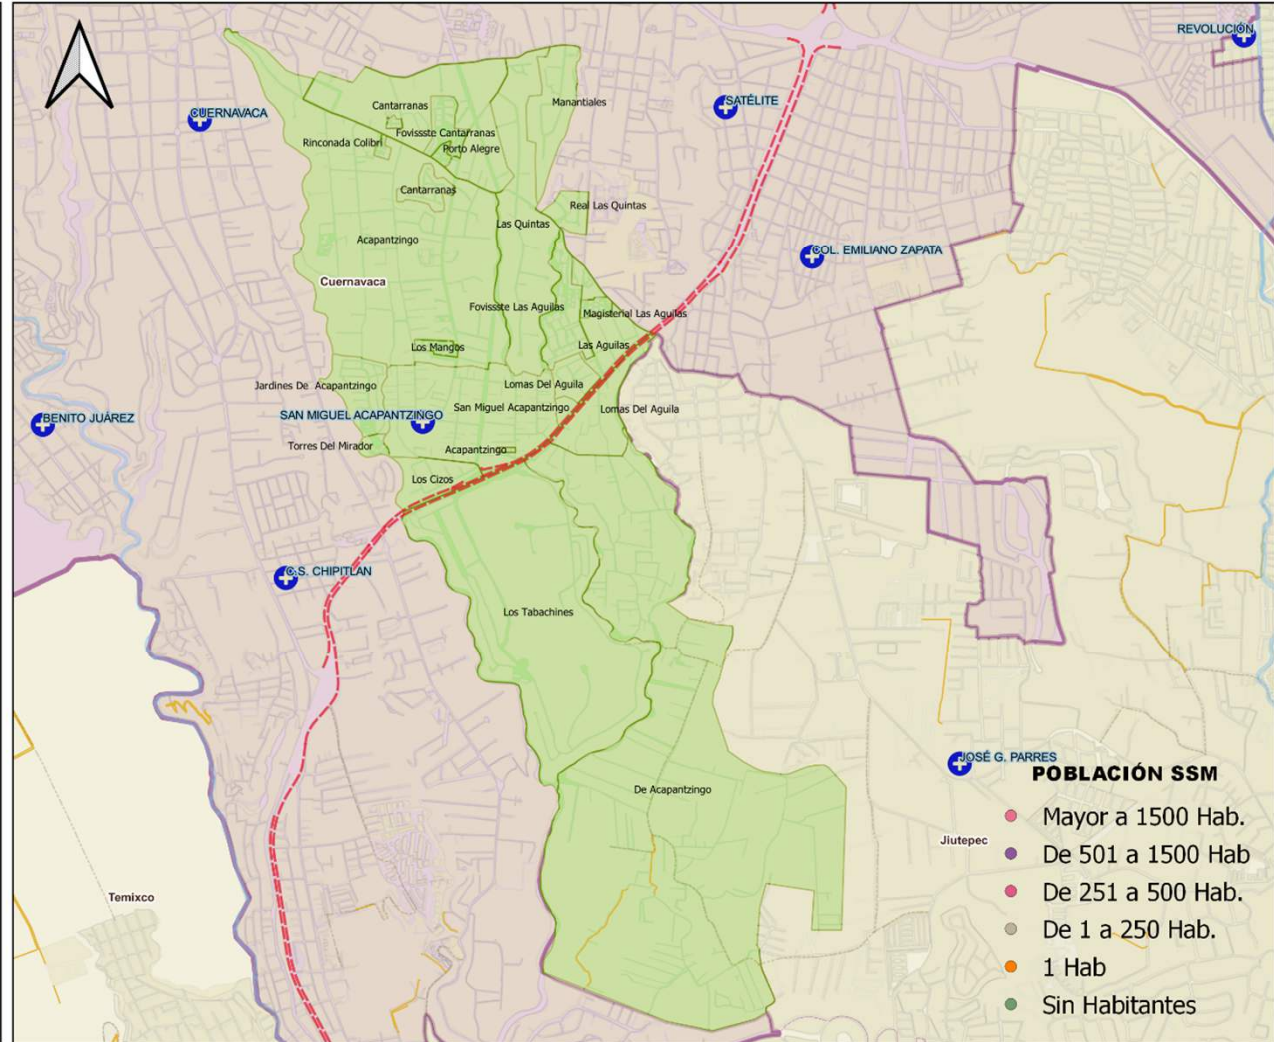 REVOLUCIÓN
SATÉLITE
CUERNAVACA
Cantarranas
Manantiales
Fovissste Cantarranas
Rinconada Colibri
Porto Alegre
Cantarranas
Real Las Quintas
Las Quintas
Acapantzingo
COL. EMILIANO ZAPATA
Cuernavaca
Fovissste Las Aguilas
Magisterial Las Aguilas
Los Mangos
Las Aguilas
Jardines De Acapantzingo
Lomas Del Aguila
San Miguel Acapantzingo
Lomas Del Aguila
SAN MIGUEL ACAPANTZINGO
BENITO JUÁREZ
Torres Del Mirador
Acapantzingo
Los Cizos
C.S. CHIPITLAN
Los Tabachines
JOSÉ G. PARRES
De Acapantzingo
Jiutepec
Temixco
POBLACIÓN SSM
Mayor a 1500 Hab.
De 501 a 1500 Hab
De 251 a 500 Hab.
De 1 a 250 Hab.
1 Hab
Sin Habitantes